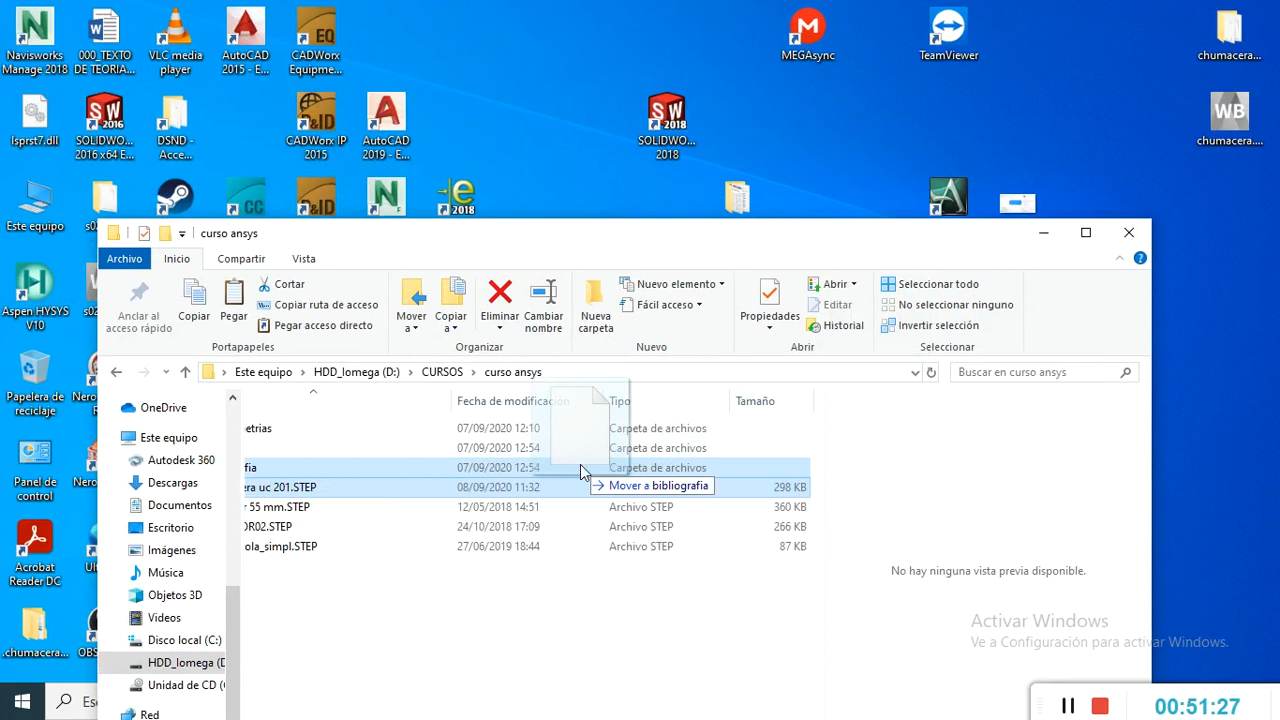 Navisworks
Manage 2018
000_TEXTO
DE TEORIA...
VLC media
player
AutoCAD
2015 - E...
CADWorx
Equipme...
MEGAsync
TeamViewer
chumacera...
lsprst7.dll
SOLIDWO...
2016 x64 E...
DSND -
Acce...
CADWorx IP
2015
AutoCAD
2019 - E...
SOLIDWO...
2018
chumacera....
Este equipo
s02
Aspen HYSYS
V10
s02
Papelera de
reciclaje
Panel de
control
Acrobat
Reader DC
.chumacera...
OBS
curso ansys
Archivo
Inicio
Compartir
Vista
Anclar al
acceso rápido
Copiar
Pegar
Cortar
Copiar ruta de acceso
Pegar acceso directo
Portapapeles
Mover
a
Copiar
a
Eliminar
Cambiar
nombre
Organizar
Nueva
carpeta
Nuevo elemento
Fácil acceso
Nuevo
Propiedades
Abrir
Editar
Historial
Abrir
Seleccionar todo
No seleccionar ninguno
Invertir selección
Seleccionar
Este equipo > HDD_Iomega (D:) > CURSOS > curso ansys
Buscar en curso ansys
OneDrive
Este equipo
Autodesk 360
Descargas
Documentos
Escritorio
Imágenes
Música
Objetos 3D
Videos
Disco local (C:)
HDD_Iomega (D
Unidad de CD (
Red
Fecha de modificación Tipo Tamaño
etrias 07/09/2020 12:10 Carpeta de archivos
07/09/2020 12:54 Carpeta de archivos
fia 07/09/2020 12:54 Carpeta de archivos
era uc 201.STEP 08/09/2020 11:32 298 KB
r 55 mm.STEP 12/05/2018 14:51 Archivo STEP 360 KB
OR02.STEP 24/10/2018 17:09 Archivo STEP 266 KB
ola_simpl.STEP 27/06/2019 18:44 Archivo STEP 87 KB
Mover a bibliografia
No hay ninguna vista previa disponible.
Activar Windows
Ve a Configuración para activar Windows.
00:51:27